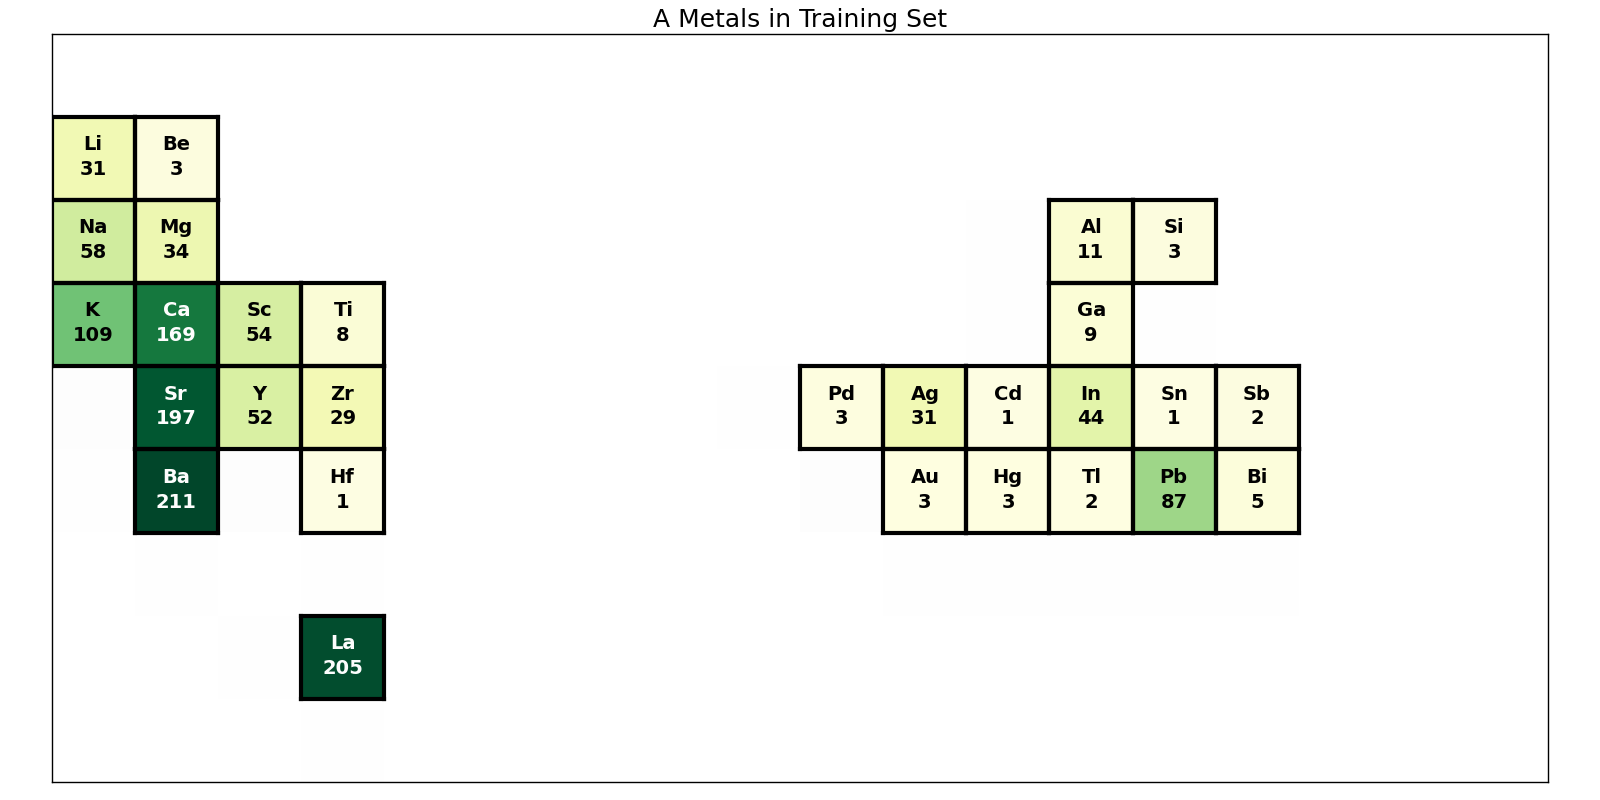 A Metals in Training Set
Li Be
31 3
Na Mg Al Si
58 34 11 3
K Ca Sc Ti Ga
109 169 54 8 9
Sr Y Zr Pd Ag Cd In Sn Sb
197 52 29 3 31 1 44 1 2
Ba Hf Au Hg Tl Pb Bi
211 1 3 3 2 87 5
La
205